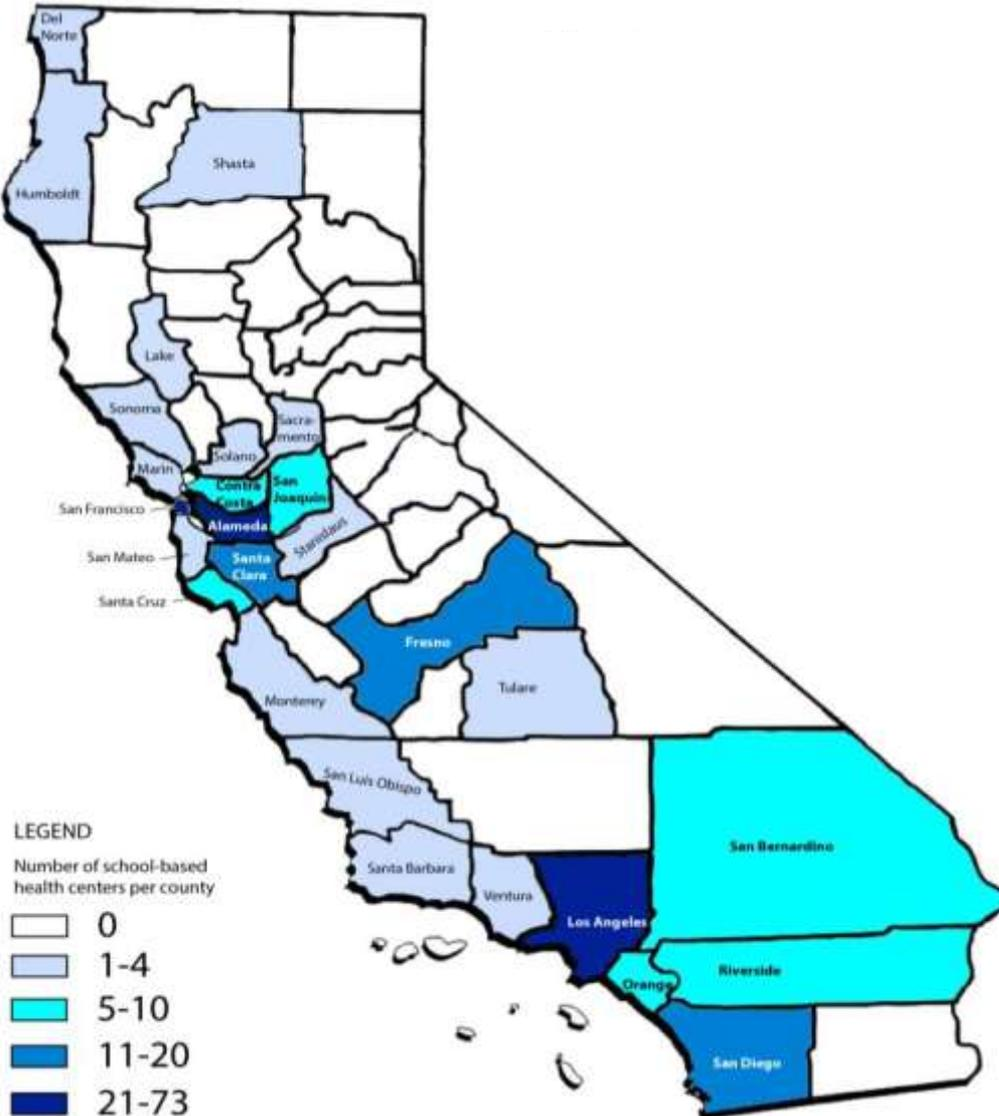 Del
Norte
Shasta
Humboldt
Lake
Sonoma
Sacra-
mento
Solano
Marin
Contra
Costa
San
Joaquin
San Francisco
Alameda
Stanislaus
San Mateo
Santa
Clara
Santa Cruz
Fresno
Tulare
Monterey
San Luis Obispo
San Bernardino
Santa Barbara
Ventura
Los Angeles
Riverside
Orange
San Diego
LEGEND
Number of school-based
health centers per county
0
1-4
5-10
11-20
21-73